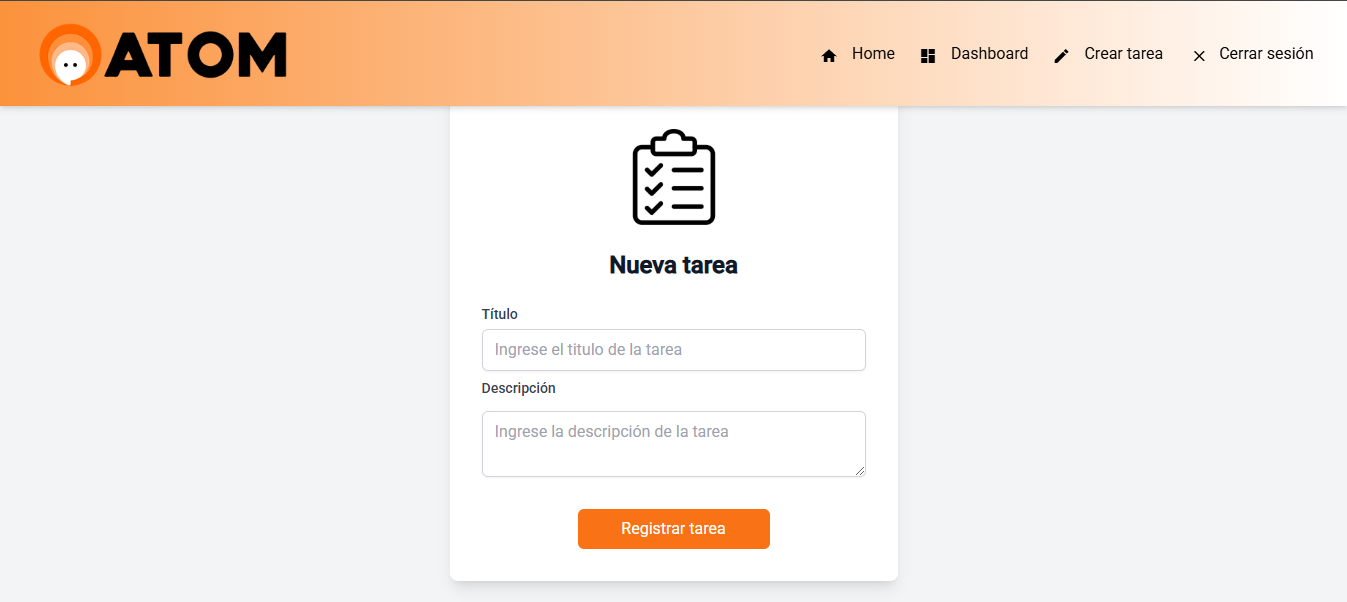 ATOM
Home Dashboard Crear tarea Cerrar sesión
Nueva tarea
Título
Ingrese el titulo de la tarea
Descripción
Ingrese la descripción de la tarea
Registrar tarea